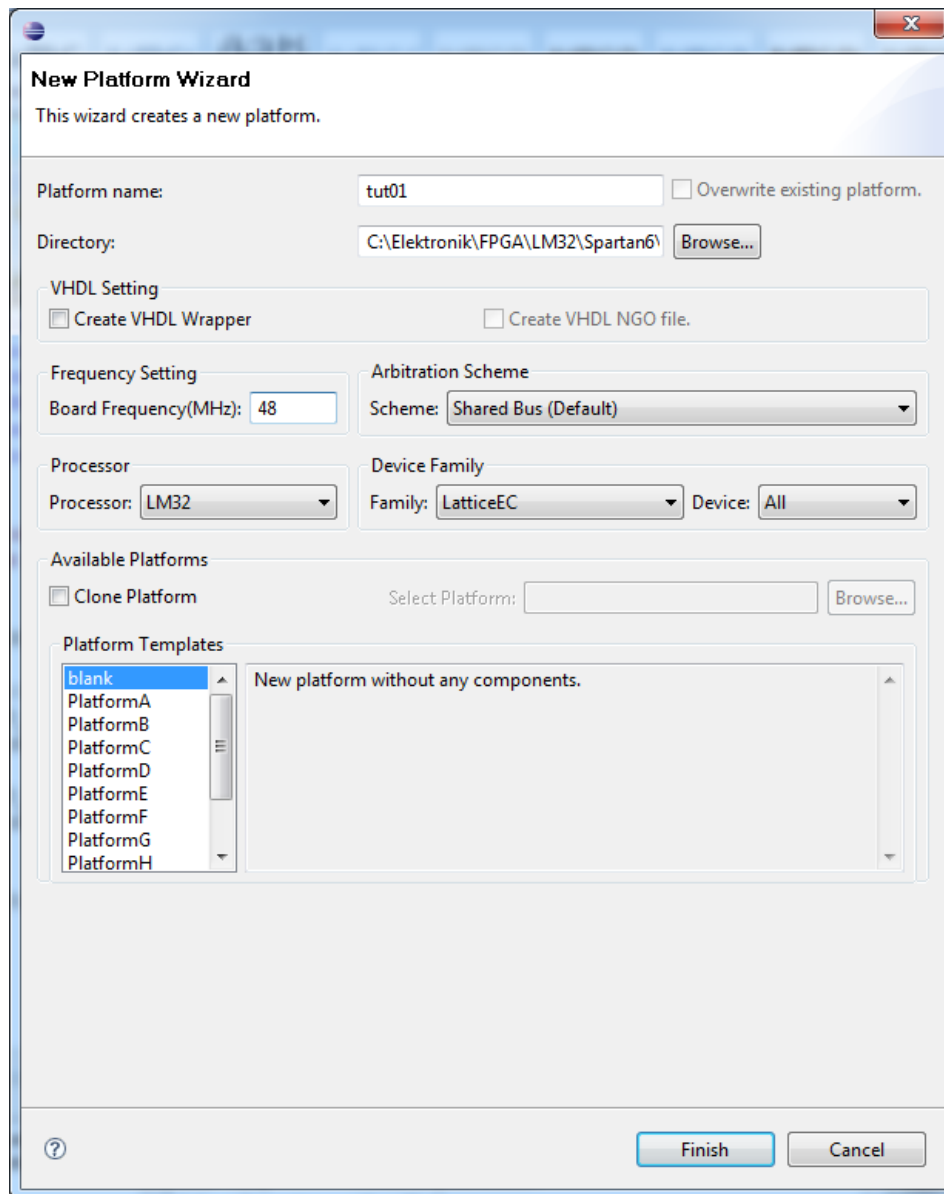 New Platform Wizard
This wizard creates a new platform.
Platform name: tut01 Overwrite existing platform.
Directory: C:\Elektronik\FPGA\LM32\Spartan6\ Browse...
VHDL Setting
Create VHDL Wrapper Create VHDL NGO file.
Frequency Setting Arbitration Scheme
Board Frequency(MHz): 48 Scheme: Shared Bus (Default)
Processor Device Family
Processor: LM32 Family: LatticeEC Device: All
Available Platforms
Clone Platform Select Platform: Browse...
Platform Templates
blank New platform without any components.
PlatformA
PlatformB
PlatformC
PlatformD
PlatformE
PlatformF
PlatformG
PlatformH
Finish Cancel